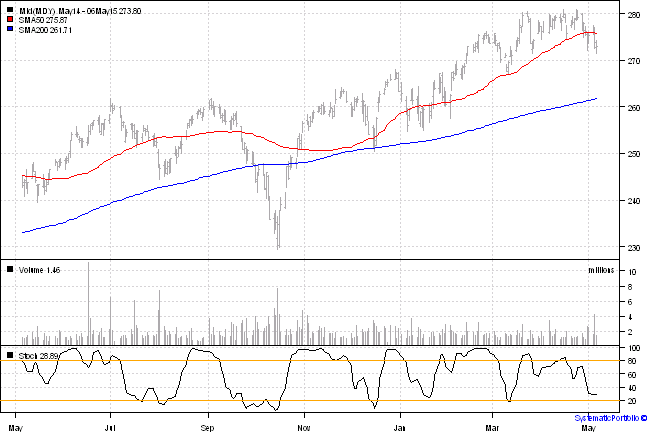 Mid(MDY), May14 - 06May15 273.80
SMA50 275.87
SMA200 261.71
280
270
260
250
240
230
Volume 1.46
millions
10
8
6
4
2
Stoch 28.89
100
80
60
40
20
May Jul Sep Nov Jan Mar May
SystematicPortfolio ©